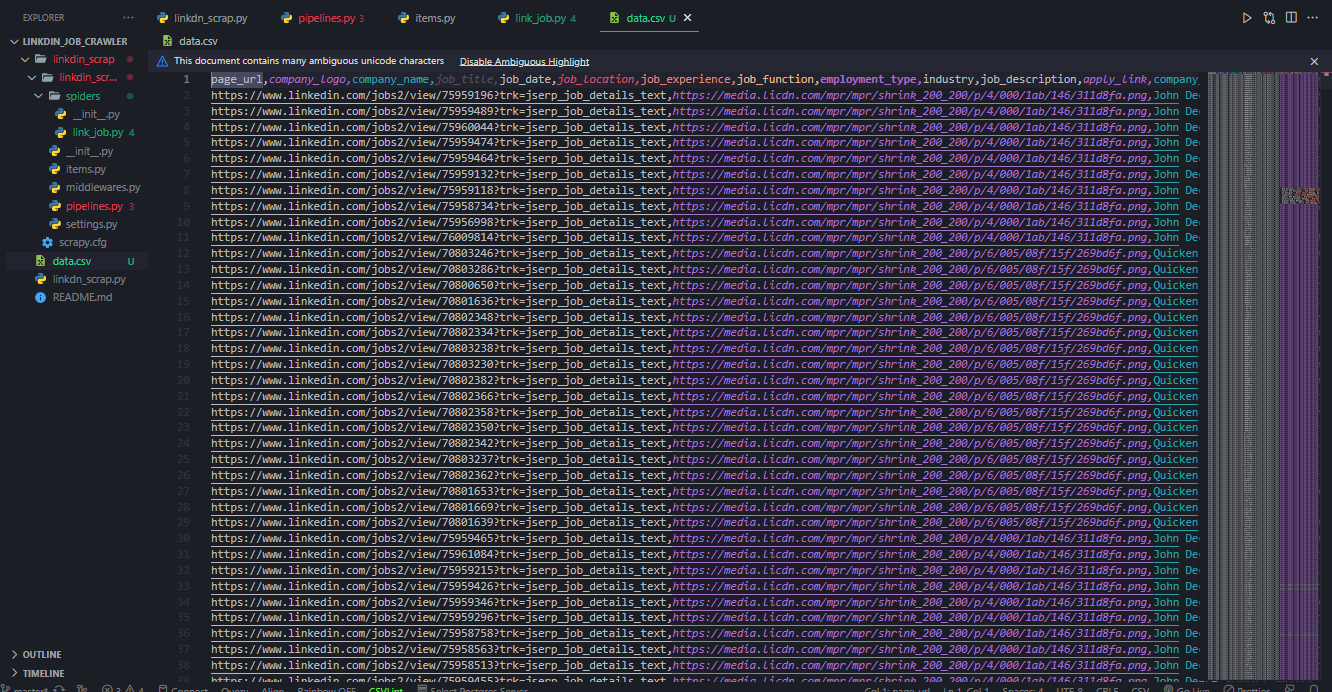 EXPLORER
LINKDIN_JOB_CRAWLER
linkdin_scrap
linkdin_scr...
spiders
__init__.py
link_job.py 4
__init__.py
items.py
middlewares.py
pipelines.py 3
settings.py
scrapy.cfg
data.csv U
linkdn_scrap.py
README.md
OUTLINE
TIMELINE
linkdn_scrap.py pipelines.py 3 items.py link_job.py 4 data.csv U
data.csv
This document contains many ambiguous unicode characters Disable Ambiguous Highlight
1 page_url,company_logo,company_name,job_title,job_date,job_location,job_experience,job_function,employment_type,industry,job_description,apply_link,company_
2 https://www.linkedin.com/jobs2/view/75959196?trk=jserp_job_details_text,https://media.licdn.com/mpr/mpr/shrink_200_200/p/4/000/1ab/146/311d8fa.png,John Dee
3 https://www.linkedin.com/jobs2/view/75959489?trk=jserp_job_details_text,https://media.licdn.com/mpr/mpr/shrink_200_200/p/4/000/1ab/146/311d8fa.png,John Dee
4 https://www.linkedin.com/jobs2/view/75960044?trk=jserp_job_details_text,https://media.licdn.com/mpr/mpr/shrink_200_200/p/4/000/1ab/146/311d8fa.png,John Dee
5 https://www.linkedin.com/jobs2/view/75959474?trk=jserp_job_details_text,https://media.licdn.com/mpr/mpr/shrink_200_200/p/4/000/1ab/146/311d8fa.png,John Dee
6 https://www.linkedin.com/jobs2/view/75959464?trk=jserp_job_details_text,https://media.licdn.com/mpr/mpr/shrink_200_200/p/4/000/1ab/146/311d8fa.png,John Dee
7 https://www.linkedin.com/jobs2/view/75959132?trk=jserp_job_details_text,https://media.licdn.com/mpr/mpr/shrink_200_200/p/4/000/1ab/146/311d8fa.png,John Dee
8 https://www.linkedin.com/jobs2/view/75959118?trk=jserp_job_details_text,https://media.licdn.com/mpr/mpr/shrink_200_200/p/4/000/1ab/146/311d8fa.png,John Dee
9 https://www.linkedin.com/jobs2/view/75958734?trk=jserp_job_details_text,https://media.licdn.com/mpr/mpr/shrink_200_200/p/4/000/1ab/146/311d8fa.png,John Dee
10 https://www.linkedin.com/jobs2/view/75956998?trk=jserp_job_details_text,https://media.licdn.com/mpr/mpr/shrink_200_200/p/4/000/1ab/146/311d8fa.png,John Dee
11 https://www.linkedin.com/jobs2/view/76009814?trk=jserp_job_details_text,https://media.licdn.com/mpr/mpr/shrink_200_200/p/4/000/1ab/146/311d8fa.png,John Dee
12 https://www.linkedin.com/jobs2/view/70803246?trk=jserp_job_details_text,https://media.licdn.com/mpr/mpr/shrink_200_200/p/6/005/08f/15f/269bd6f.png,Quicken
13 https://www.linkedin.com/jobs2/view/70803286?trk=jserp_job_details_text,https://media.licdn.com/mpr/mpr/shrink_200_200/p/6/005/08f/15f/269bd6f.png,Quicken
14 https://www.linkedin.com/jobs2/view/70800650?trk=jserp_job_details_text,https://media.licdn.com/mpr/mpr/shrink_200_200/p/6/005/08f/15f/269bd6f.png,Quicken
15 https://www.linkedin.com/jobs2/view/70801636?trk=jserp_job_details_text,https://media.licdn.com/mpr/mpr/shrink_200_200/p/6/005/08f/15f/269bd6f.png,Quicken
16 https://www.linkedin.com/jobs2/view/70802348?trk=jserp_job_details_text,https://media.licdn.com/mpr/mpr/shrink_200_200/p/6/005/08f/15f/269bd6f.png,Quicken
17 https://www.linkedin.com/jobs2/view/70802334?trk=jserp_job_details_text,https://media.licdn.com/mpr/mpr/shrink_200_200/p/6/005/08f/15f/269bd6f.png,Quicken
18 https://www.linkedin.com/jobs2/view/70803238?trk=jserp_job_details_text,https://media.licdn.com/mpr/mpr/shrink_200_200/p/6/005/08f/15f/269bd6f.png,Quicken
19 https://www.linkedin.com/jobs2/view/70803230?trk=jserp_job_details_text,https://media.licdn.com/mpr/mpr/shrink_200_200/p/6/005/08f/15f/269bd6f.png,Quicken
20 https://www.linkedin.com/jobs2/view/70802382?trk=jserp_job_details_text,https://media.licdn.com/mpr/mpr/shrink_200_200/p/6/005/08f/15f/269bd6f.png,Quicken
21 https://www.linkedin.com/jobs2/view/70802366?trk=jserp_job_details_text,https://media.licdn.com/mpr/mpr/shrink_200_200/p/6/005/08f/15f/269bd6f.png,Quicken
22 https://www.linkedin.com/jobs2/view/70802358?trk=jserp_job_details_text,https://media.licdn.com/mpr/mpr/shrink_200_200/p/6/005/08f/15f/269bd6f.png,Quicken
23 https://www.linkedin.com/jobs2/view/70802350?trk=jserp_job_details_text,https://media.licdn.com/mpr/mpr/shrink_200_200/p/6/005/08f/15f/269bd6f.png,Quicken
24 https://www.linkedin.com/jobs2/view/70802342?trk=jserp_job_details_text,https://media.licdn.com/mpr/mpr/shrink_200_200/p/6/005/08f/15f/269bd6f.png,Quicken
25 https://www.linkedin.com/jobs2/view/70803237?trk=jserp_job_details_text,https://media.licdn.com/mpr/mpr/shrink_200_200/p/6/005/08f/15f/269bd6f.png,Quicken
26 https://www.linkedin.com/jobs2/view/70802362?trk=jserp_job_details_text,https://media.licdn.com/mpr/mpr/shrink_200_200/p/6/005/08f/15f/269bd6f.png,Quicken
27 https://www.linkedin.com/jobs2/view/70801653?trk=jserp_job_details_text,https://media.licdn.com/mpr/mpr/shrink_200_200/p/6/005/08f/15f/269bd6f.png,Quicken
28 https://www.linkedin.com/jobs2/view/70801669?trk=jserp_job_details_text,https://media.licdn.com/mpr/mpr/shrink_200_200/p/6/005/08f/15f/269bd6f.png,Quicken
29 https://www.linkedin.com/jobs2/view/70801639?trk=jserp_job_details_text,https://media.licdn.com/mpr/mpr/shrink_200_200/p/6/005/08f/15f/269bd6f.png,Quicken
30 https://www.linkedin.com/jobs2/view/75959465?trk=jserp_job_details_text,https://media.licdn.com/mpr/mpr/shrink_200_200/p/4/000/1ab/146/311d8fa.png,John Dee
31 https://www.linkedin.com/jobs2/view/75961084?trk=jserp_job_details_text,https://media.licdn.com/mpr/mpr/shrink_200_200/p/4/000/1ab/146/311d8fa.png,John Dee
32 https://www.linkedin.com/jobs2/view/75959215?trk=jserp_job_details_text,https://media.licdn.com/mpr/mpr/shrink_200_200/p/4/000/1ab/146/311d8fa.png,John Dee
33 https://www.linkedin.com/jobs2/view/75959426?trk=jserp_job_details_text,https://media.licdn.com/mpr/mpr/shrink_200_200/p/4/000/1ab/146/311d8fa.png,John Dee
34 https://www.linkedin.com/jobs2/view/75959346?trk=jserp_job_details_text,https://media.licdn.com/mpr/mpr/shrink_200_200/p/4/000/1ab/146/311d8fa.png,John Dee
35 https://www.linkedin.com/jobs2/view/75959296?trk=jserp_job_details_text,https://media.licdn.com/mpr/mpr/shrink_200_200/p/4/000/1ab/146/311d8fa.png,John Dee
36 https://www.linkedin.com/jobs2/view/75958758?trk=jserp_job_details_text,https://media.licdn.com/mpr/mpr/shrink_200_200/p/4/000/1ab/146/311d8fa.png,John Dee
37 https://www.linkedin.com/jobs2/view/75958563?trk=jserp_job_details_text,https://media.licdn.com/mpr/mpr/shrink_200_200/p/4/000/1ab/146/311d8fa.png,John Dee
38 https://www.linkedin.com/jobs2/view/75958513?trk=jserp_job_details_text,https://media.licdn.com/mpr/mpr/shrink_200_200/p/4/000/1ab/146/311d8fa.png,John Dee
39 https://www.linkedin.com/jobs2/view/75959455?trk=jserp_job_details_text,https://media.licdn.com/mpr/mpr/shrink_200_200/p/4/000/1ab/146/311d8fa.png,John Dee
master* 3 4 Connect Query Align Rainbow OFF CSVLint Select Postgres Server Col 1: page_url Ln 1, Col 1 Spaces: 4 UTF-8 CRLF CSV Go Live Prettier